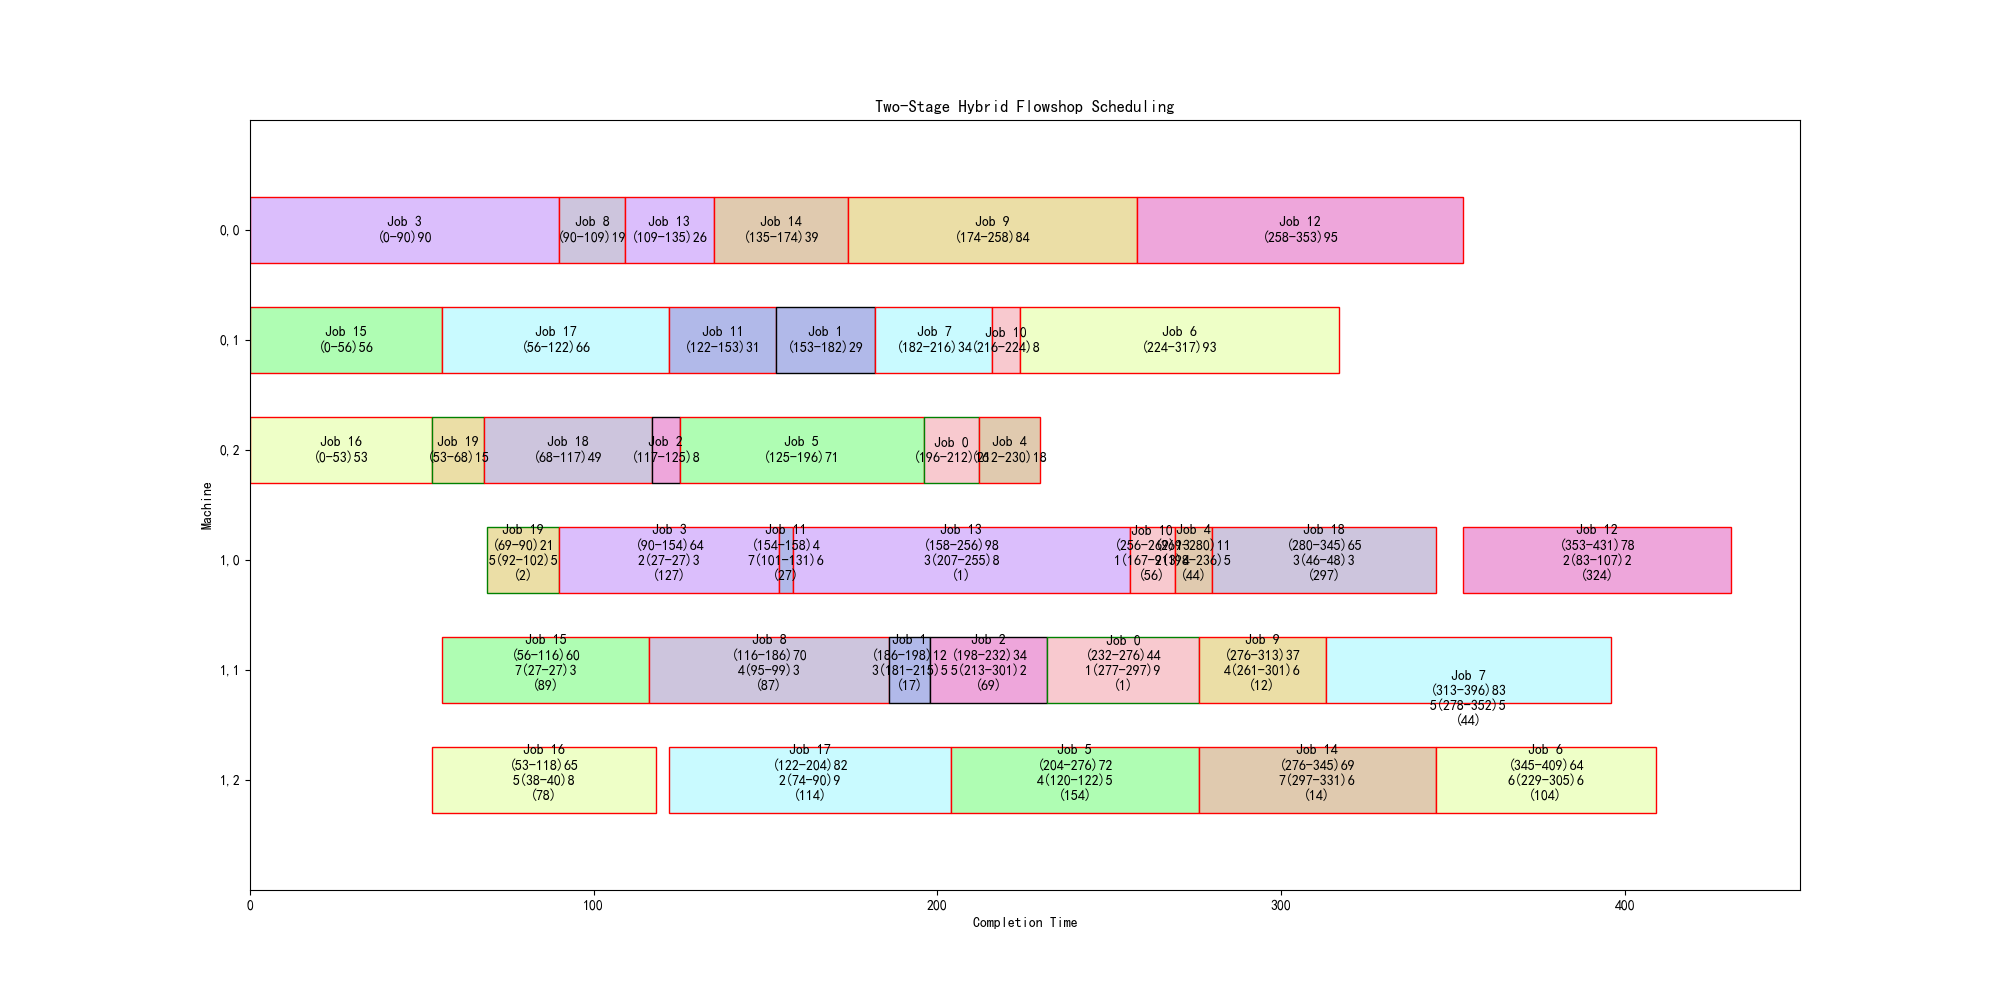 Two-Stage Hybrid Flowshop Scheduling
0,0
Job 3
(0-90)90
Job 8
(90-109)19
Job 13
(109-135)26
Job 14
(135-174)39
Job 9
(174-258)84
Job 12
(258-353)95
0,1
Job 15
(0-56)56
Job 17
(56-122)66
Job 11
(122-153)31
Job 1
(153-182)29
Job 7
(182-216)34
Job 10
(216-224)8
Job 6
(224-317)93
0,2
Job 16
(0-53)53
Job 19
(53-68)15
Job 18
(68-117)49
Job 2
(117-125)8
Job 5
(125-196)71
Job 0
(196-212)16
Job 4
(212-230)18
Machine
1,0
Job 19
(69-90)21
5(92-102)5
(2)
Job 3
(90-154)64
2(27-27)3
(127)
Job 11
(154-158)4
7(101-131)6
(27)
Job 13
(158-256)98
3(207-255)8
(1)
Job 10
(256-269)13
(56)
Job 4
(269-280)11
(44)
Job 18
(280-345)65
3(46-48)3
(297)
Job 12
(353-431)78
2(83-107)2
(324)
1,1
Job 15
(56-116)60
7(27-27)3
(89)
Job 8
(116-186)70
4(95-99)3
(87)
Job 1
(186-198)12
3(181-215)5
(17)
Job 2
(198-232)34
5(213-301)2
(69)
Job 0
(232-276)44
1(277-297)9
(1)
Job 9
(276-313)37
4(261-301)6
(12)
Job 7
(313-396)83
5(278-352)5
(44)
1,2
Job 16
(53-118)65
5(38-40)8
(78)
Job 17
(122-204)82
2(74-90)9
(114)
Job 5
(204-276)72
4(120-122)5
(154)
Job 14
(276-345)69
7(297-331)6
(14)
Job 6
(345-409)64
6(229-305)6
(104)
0
100
200
300
400
Completion Time